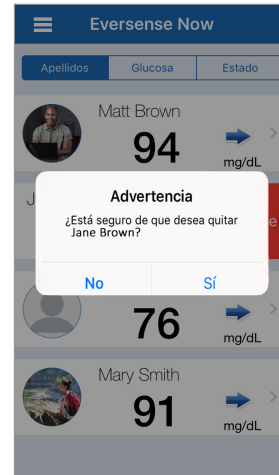 Eversense Now
Apellidos Glucosa Estado
Matt Brown
94
mg/dL
J
e
Advertencia
¿Está seguro de que desea quitar
Jane Brown?
No Sí
76
mg/dL
Mary Smith
91
mg/dL